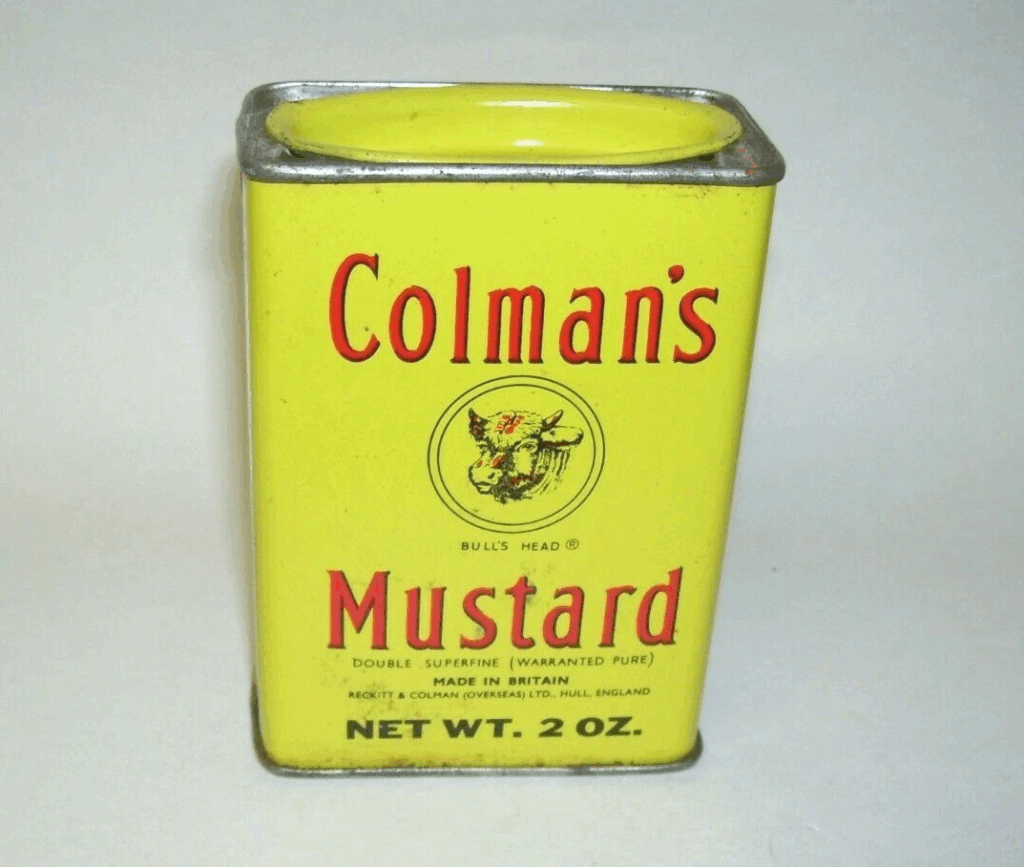 Colman's
BULL'S HEAD ®
Mustard
DOUBLE SUPERFINE (WARRANTED PURE)
MADE IN BRITAIN
RECKITT & COLMAN (OVERSEAS) LTD., HULL, ENGLAND
NET WT. 2 OZ.